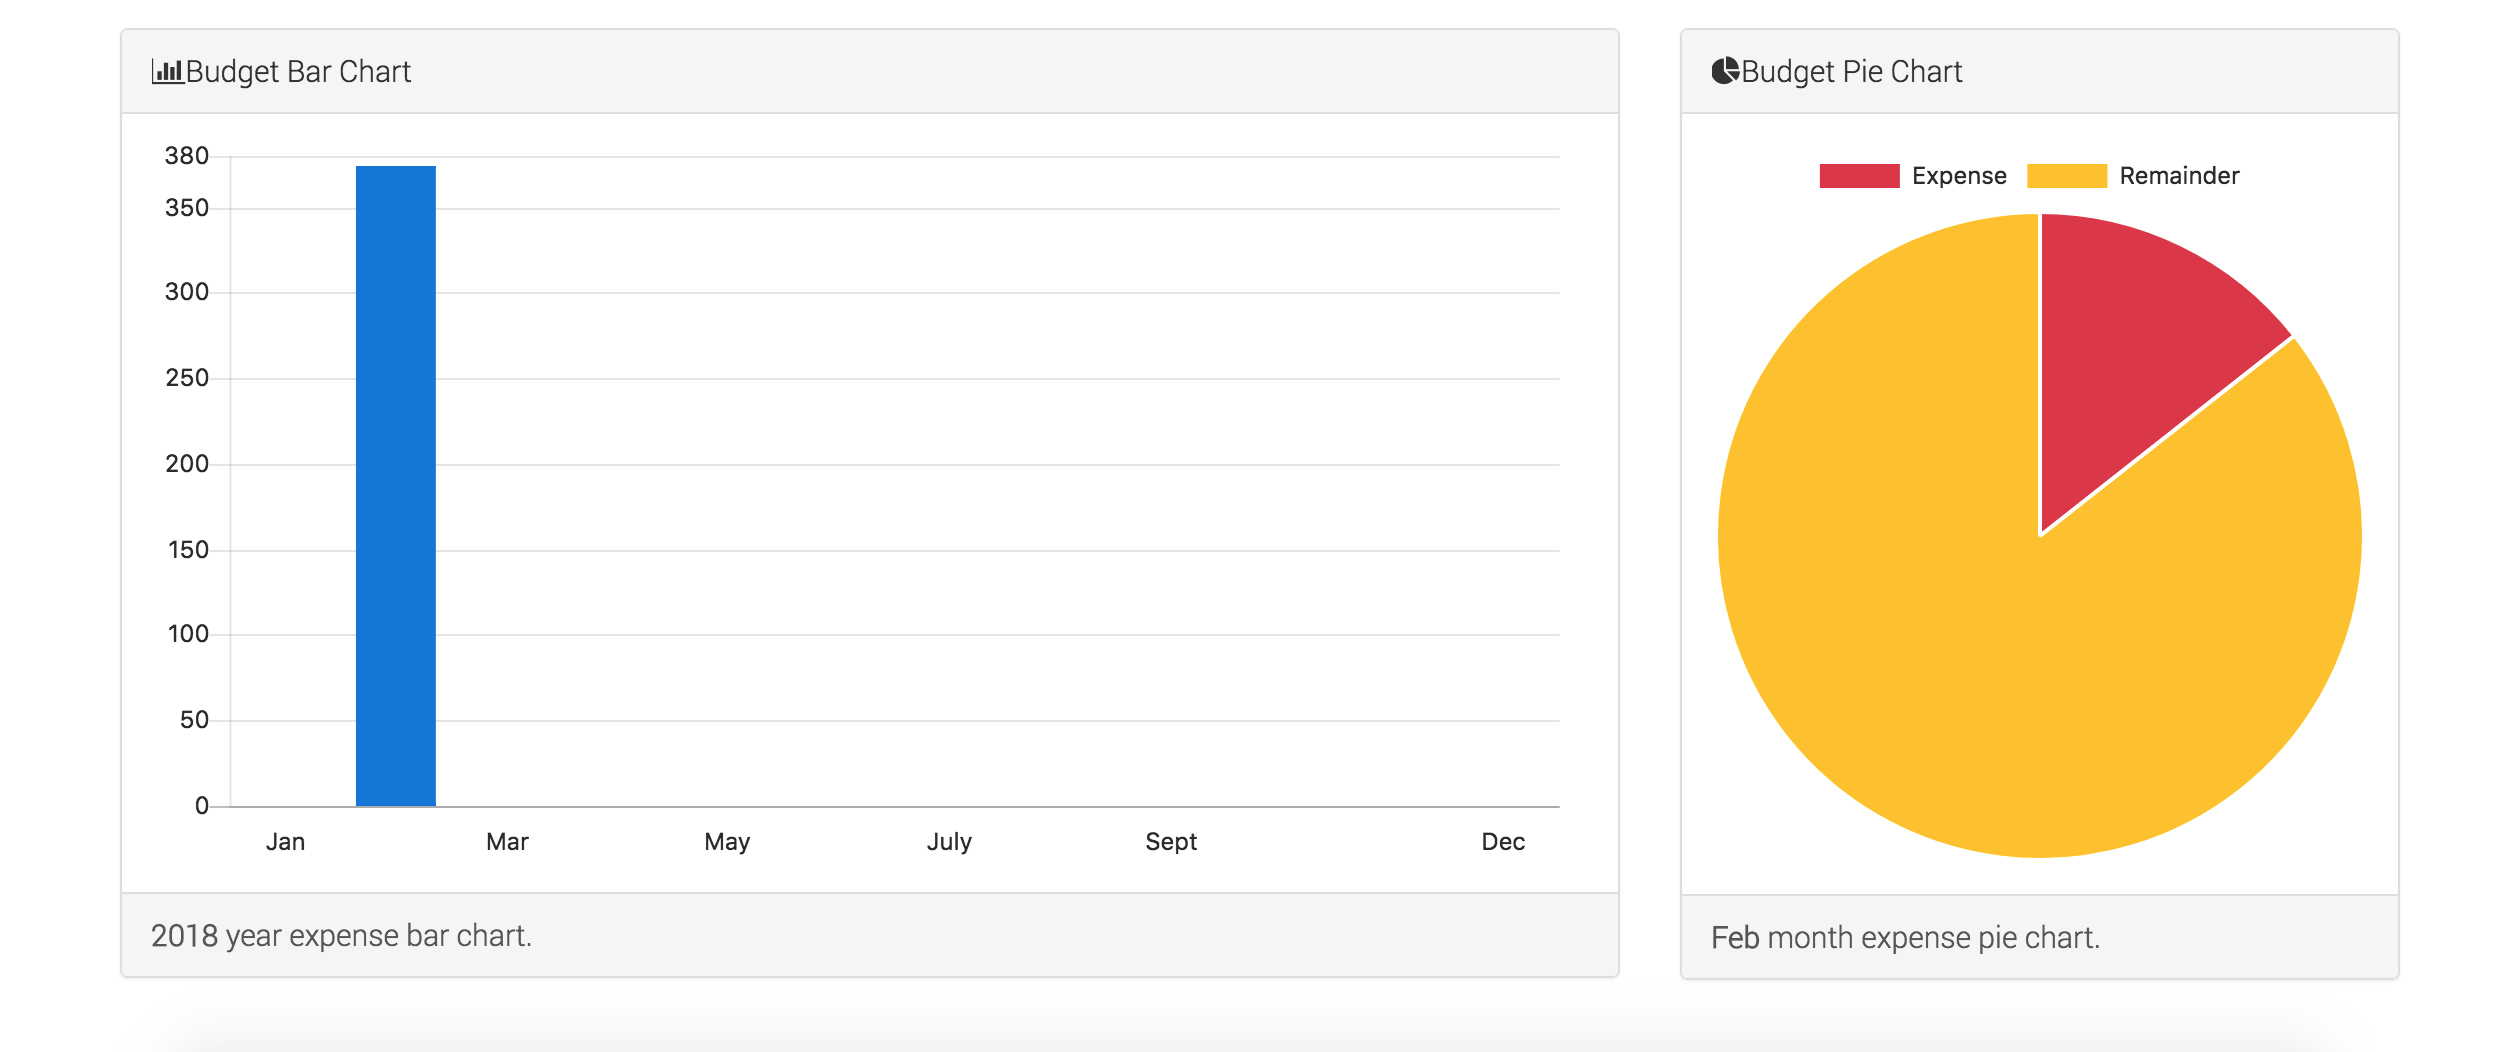 Budget Bar Chart
380
350
300
250
200
150
100
50
0
Jan Mar May July Sept Dec
2018 year expense bar chart.
Budget Pie Chart
Expense Remainder
Feb month expense pie chart.